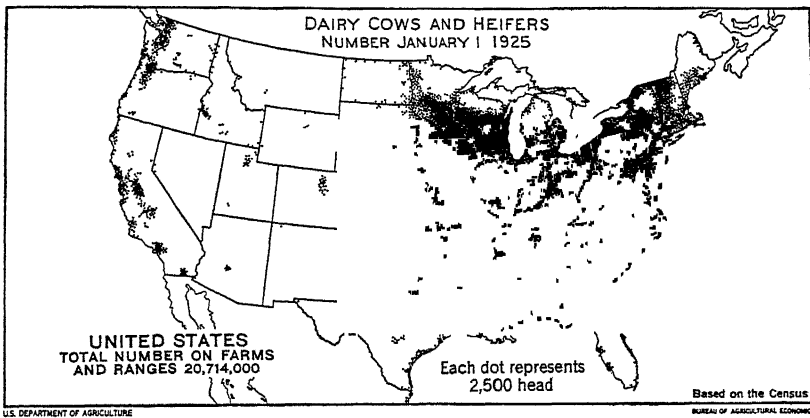 DAIRY COWS AND HEIFERS
NUMBER JANUARY 1 1925
UNITED STATES
TOTAL NUMBER ON FARMS
AND RANGES 20,714,000
Each dot represents
2,500 head
Based on the Census
U.S. DEPARTMENT OF AGRICULTURE
BUREAU OF AGRICULTURAL